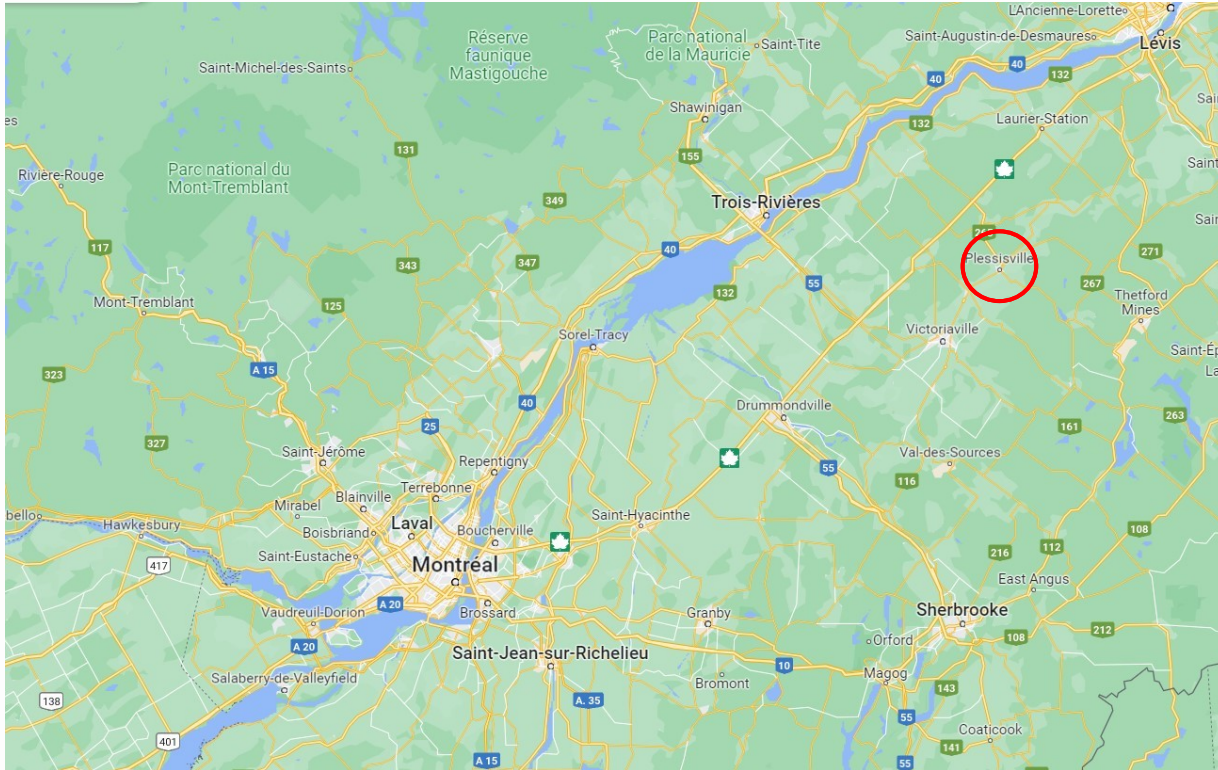 L'Ancienne-Lorette
Saint-Augustin-de-Desmaures
Lévis
Réserve
faunique
Mastigouche
Parc national
de la Mauricie
Saint-Tite
Saint-Michel-des-Saints
40
40
132
Shawinigan
132
Laurier-Station
131
155
Parc national du
Mont-Tremblant
Rivière-Rouge
349
Trois-Rivières
117
40
343
347
Plessisville
271
55
132
267
Thetford
Mines
Mont-Tremblant
125
Sorel-Tracy
Victoriaville
A 15
323
40
Drummondville
263
25
161
327
Saint-Jérôme
Repentigny
55
Val-des-Sources
116
Terrebonne
Blainville
Mirabel
Laval
Boucherville
Saint-Hyacinthe
Hawkesbury
Boisbriand
108
Saint-Eustache
216
112
417
Montréal
East Angus
A 20
Vaudreuil-Dorion
Brossard
Granby
Sherbrooke
108
212
A 20
Orford
Saint-Jean-sur-Richelieu
10
Salaberry-de-Valleyfield
Bromont
Magog
143
138
A. 35
55
Coaticook
401
141
A 15
55